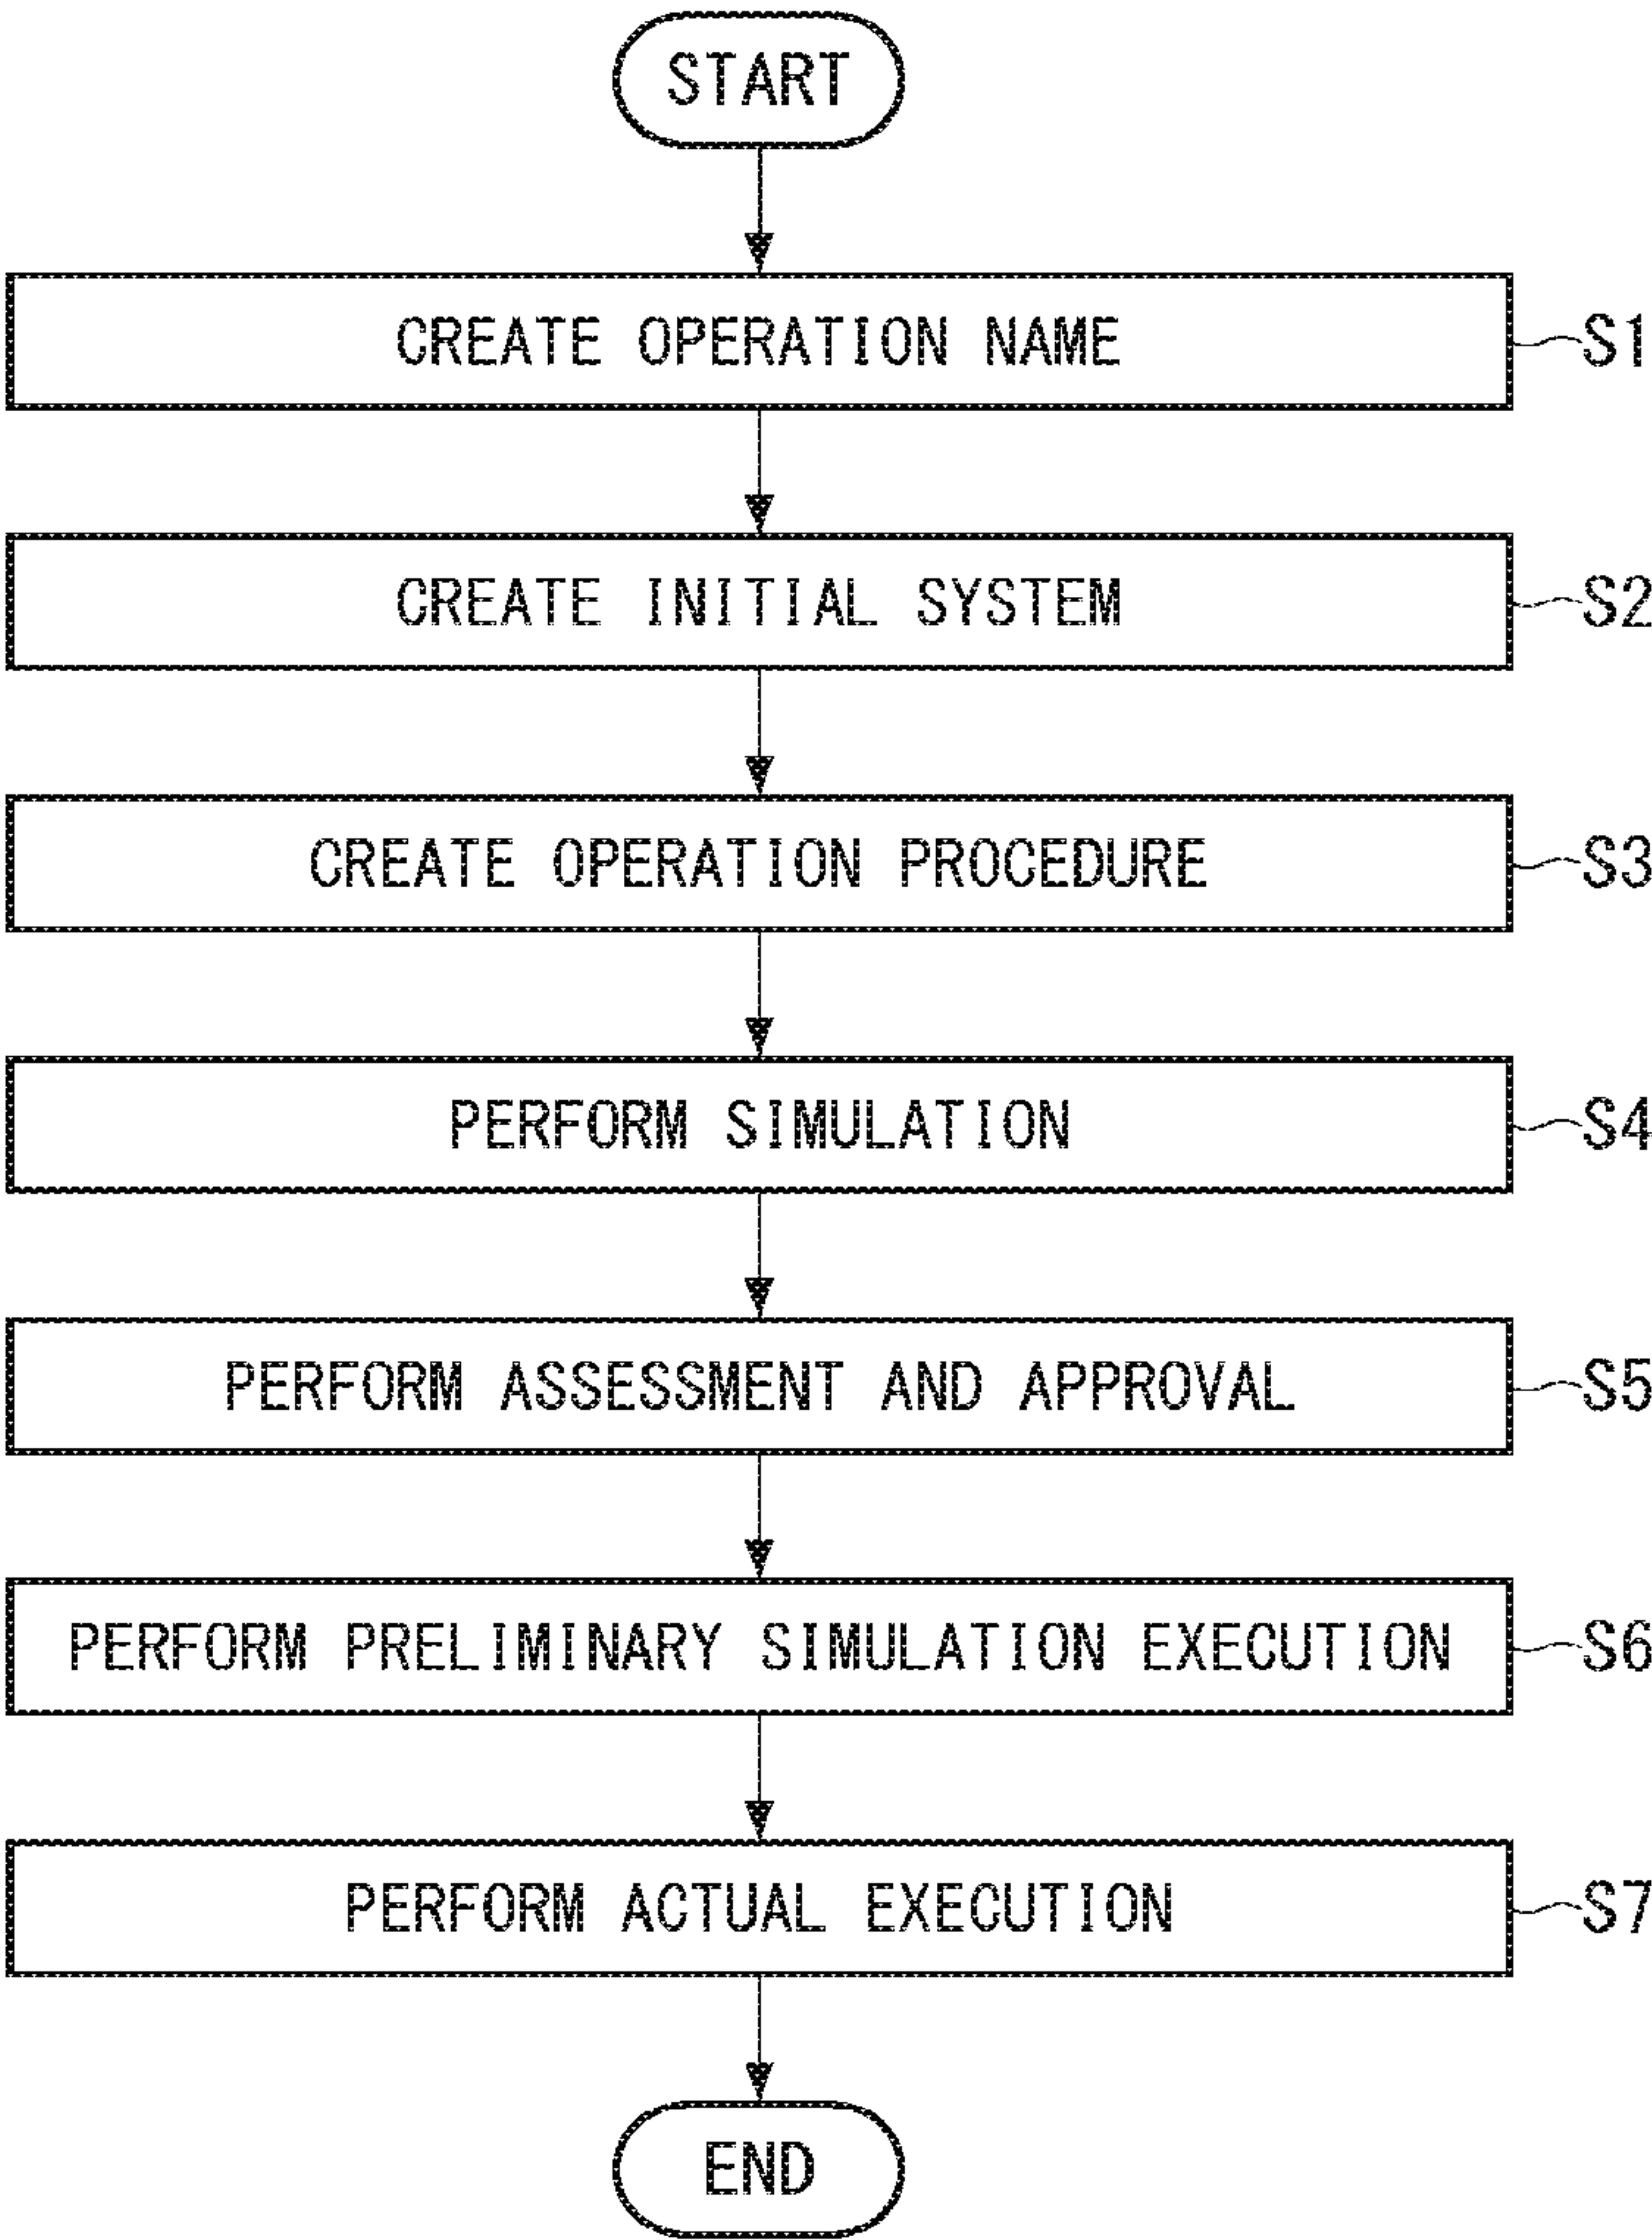 START
CREATE OPERATION NAME S1
CREATE INITIAL SYSTEM S2
CREATE OPERATION PROCEDURE S3
PERFORM SIMULATION S4
PERFORM ASSESSMENT AND APPROVAL S5
PERFORM PRELIMINARY SIMULATION EXECUTION S6
PERFORM ACTUAL EXECUTION S7
END